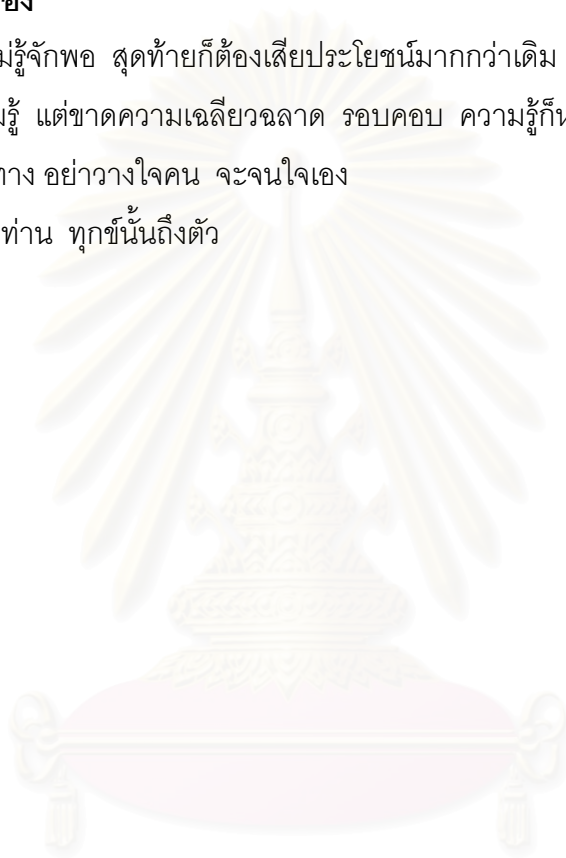 ไม่รู้จักพอ สุดท้ายก็ต้องเสียประโยชน์มากกว่าเดิม
รู้ แต่ขาดความเฉลียวฉลาด รอบคอบ ความรู้ก็
ทาง อย่าวางใจคน จะจนใจเอง
ท่าน ทุกข์นั้นถึงตัว